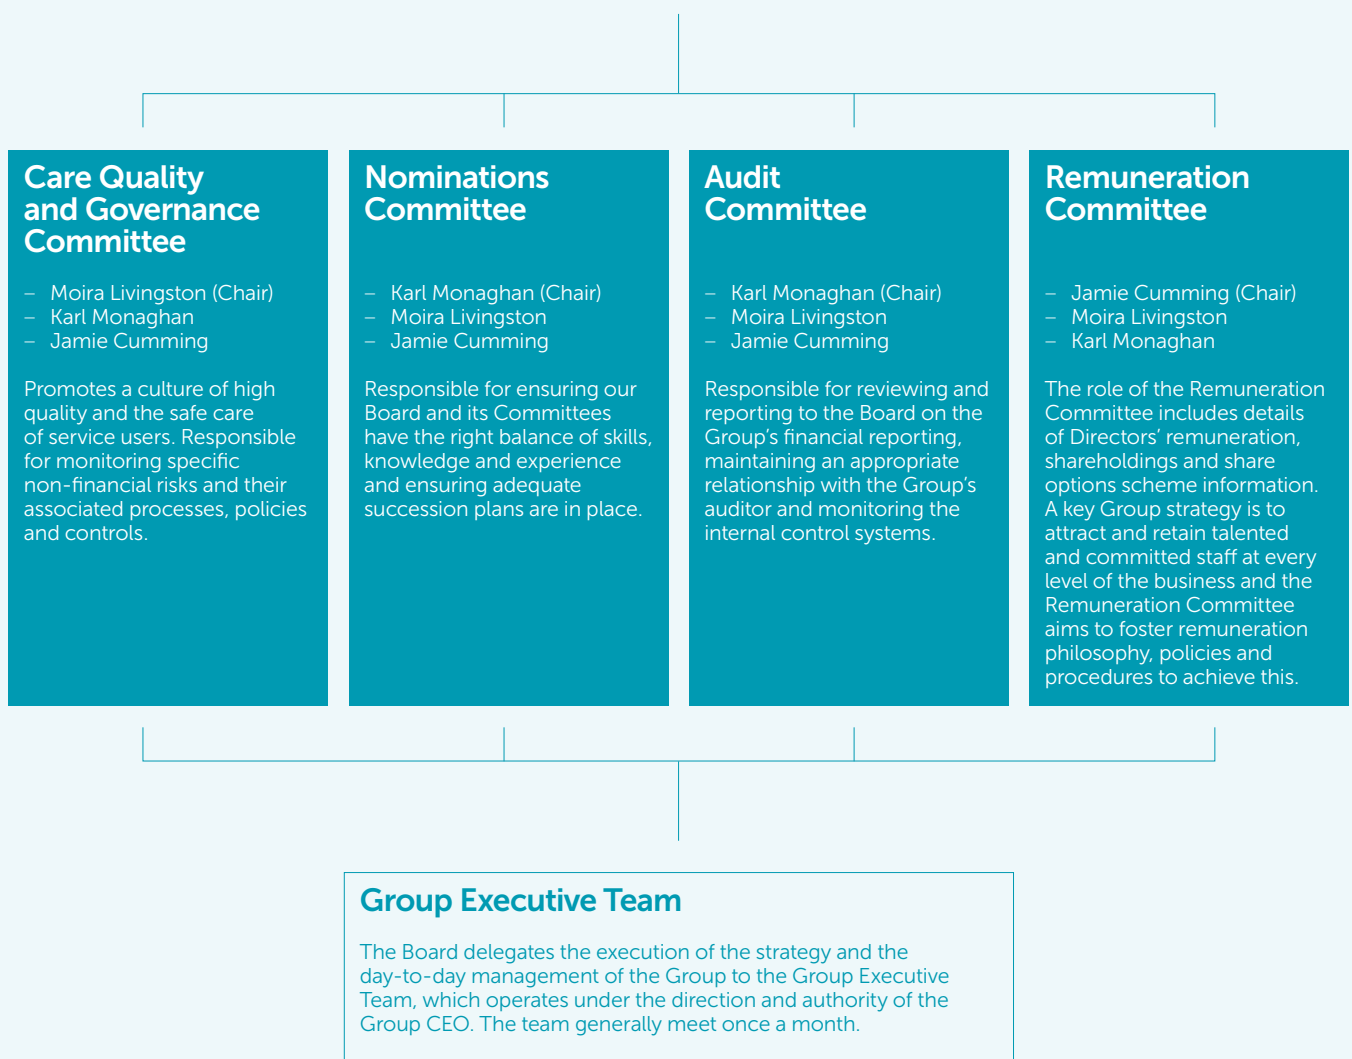 Care Quality
and Governance
Committee
– Moira Livingston (Chair)
– Karl Monaghan
– Jamie Cumming
Promotes a culture of high
quality and the safe care
of service users. Responsible
for monitoring specific
non-financial risks and their
associated processes, policies
and controls.
Nominations
Committee
– Karl Monaghan (Chair)
– Moira Livingston
– Jamie Cumming
Responsible for ensuring our
Board and its Committees
have the right balance of skills,
knowledge and experience
and ensuring adequate
succession plans are in place.
Audit
Committee
– Karl Monaghan (Chair)
– Moira Livingston
– Jamie Cumming
Responsible for reviewing and
reporting to the Board on the
Group’s financial reporting,
maintaining an appropriate
relationship with the Group’s
auditor and monitoring the
internal control systems.
Remuneration
Committee
– Jamie Cumming (Chair)
– Moira Livingston
– Karl Monaghan
The role of the Remuneration
Committee includes details
of Directors’ remuneration,
shareholdings and share
options scheme information.
A key Group strategy is to
attract and retain talented
and committed staff at every
level of the business and the
Remuneration Committee
aims to foster remuneration
philosophy, policies and
procedures to achieve this.
Group Executive Team
The Board delegates the execution of the strategy and the
day-to-day management of the Group to the Group Executive
Team, which operates under the direction and authority of the
Group CEO. The team generally meet once a month.